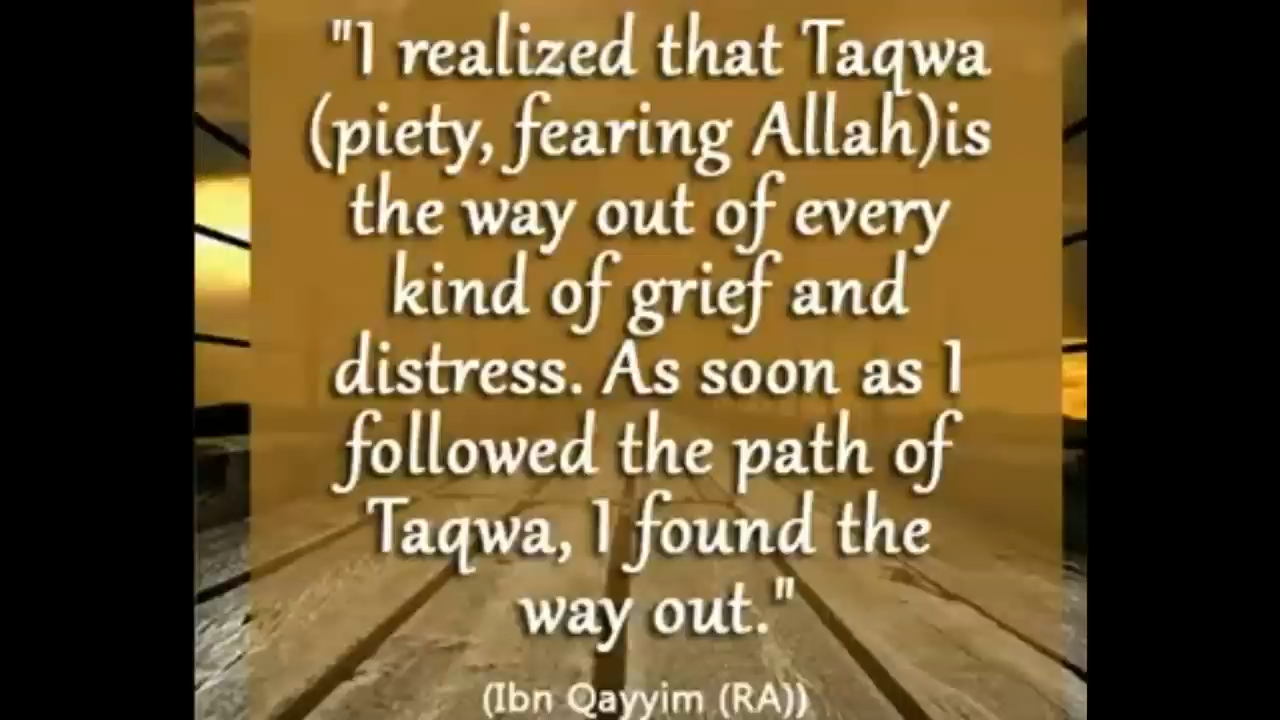 "I realized that Taqwa
(piety, fearing Allah)is
the way out of every
kind of grief and
distress. As soon as I
followed the path of
Taqwa, I found the
way out."
(Ibn Qayyim (RA))